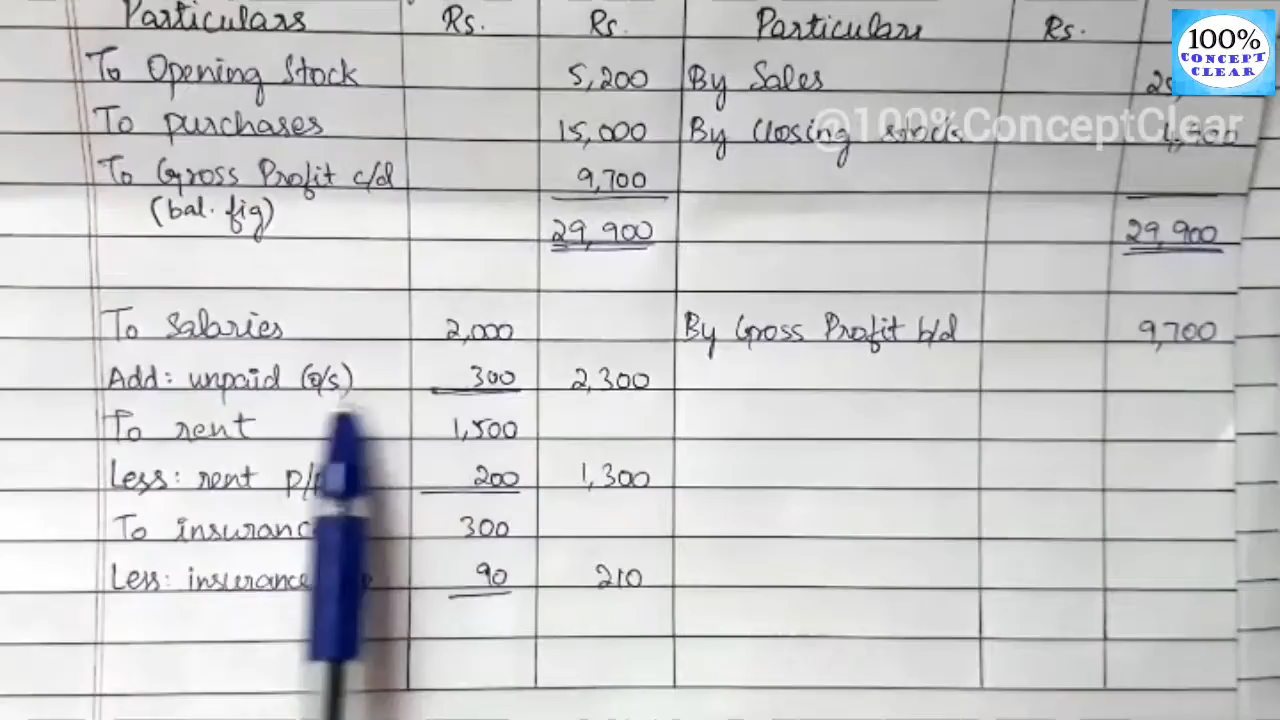 Particulars Rs. Rs. Particulars Rs.
To Opening Stock 5,200 By Sales
To purchases 15,000 By Closing stock
To Gross Profit c/d 9,700
(bal. fig)
29,900 29,900
To Salaries 2,000 By Gross Profit b/d 9,700
Add: unpaid (o/s) 300 2,300
To rent 1,500
Less: rent 200 1,300
To 300
Less: insurance 90 210
100%
CONCEPT
CLEAR
@100%ConceptClear